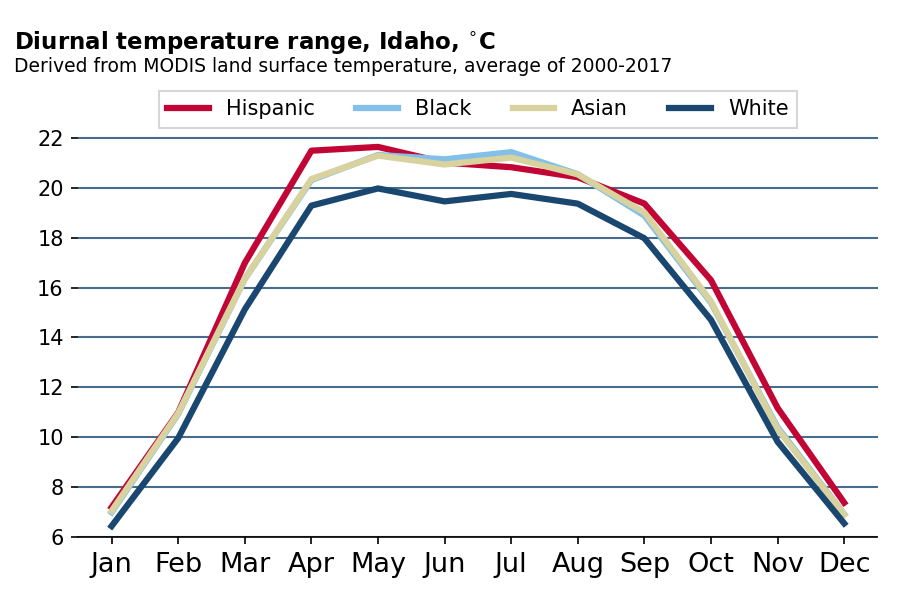 Diurnal temperature range, Idaho, °C
Derived from MODIS land surface temperature, average of 2000-2017
Hispanic Black Asian White
22
20
18
16
14
12
10
8
6
Jan Feb Mar Apr May Jun Jul Aug Sep Oct Nov Dec